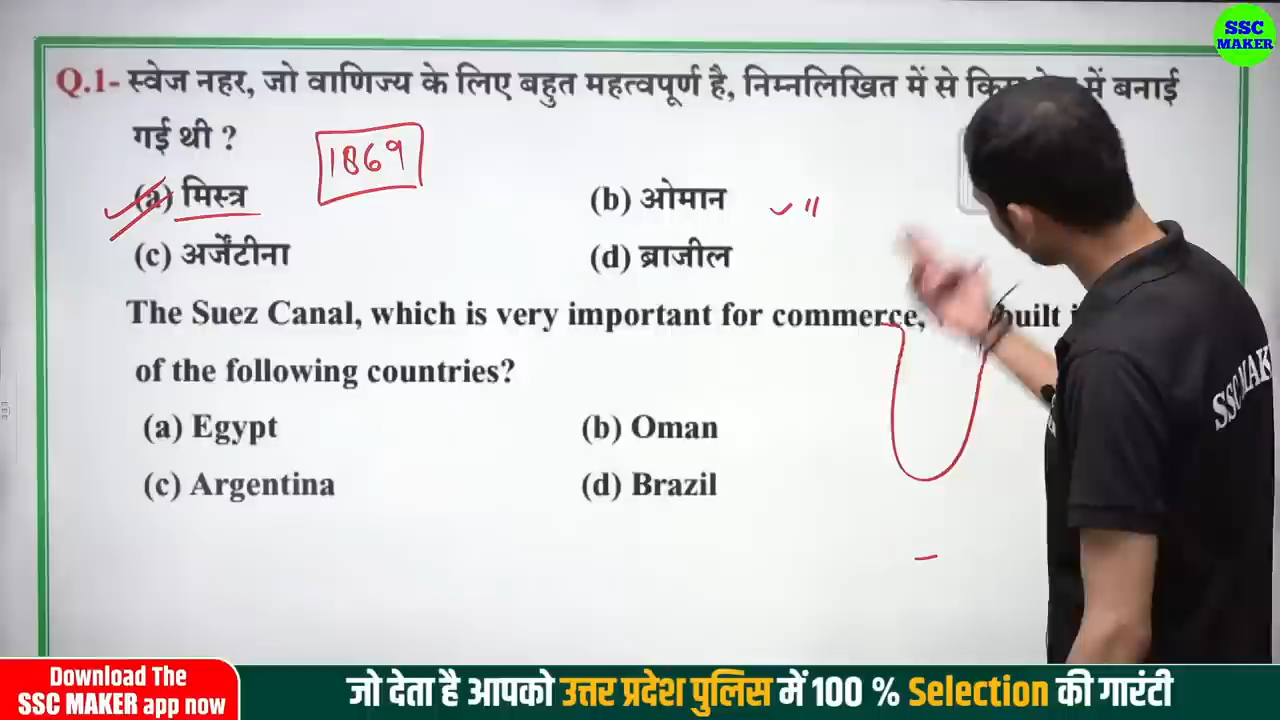 SSC
MAKER
Q.1- स्वेज नहर, जो वाणिज्य के लिए बहुत महत्वपूर्ण है, निम्नलिखित में से में बनाई
गई थी ?
1869
(a) मिस्त्र (b) ओमान
(c) अर्जेंटीना (d) ब्राजील
The Suez Canal, which is very important for commerce, built
of the following countries?
(a) Egypt (b) Oman
(c) Argentina (d) Brazil
SSC MAK
Download The
SSC MAKER app now
जो देता है आपको उत्तर प्रदेश पुलिस में 100 % Selection की गारंटी